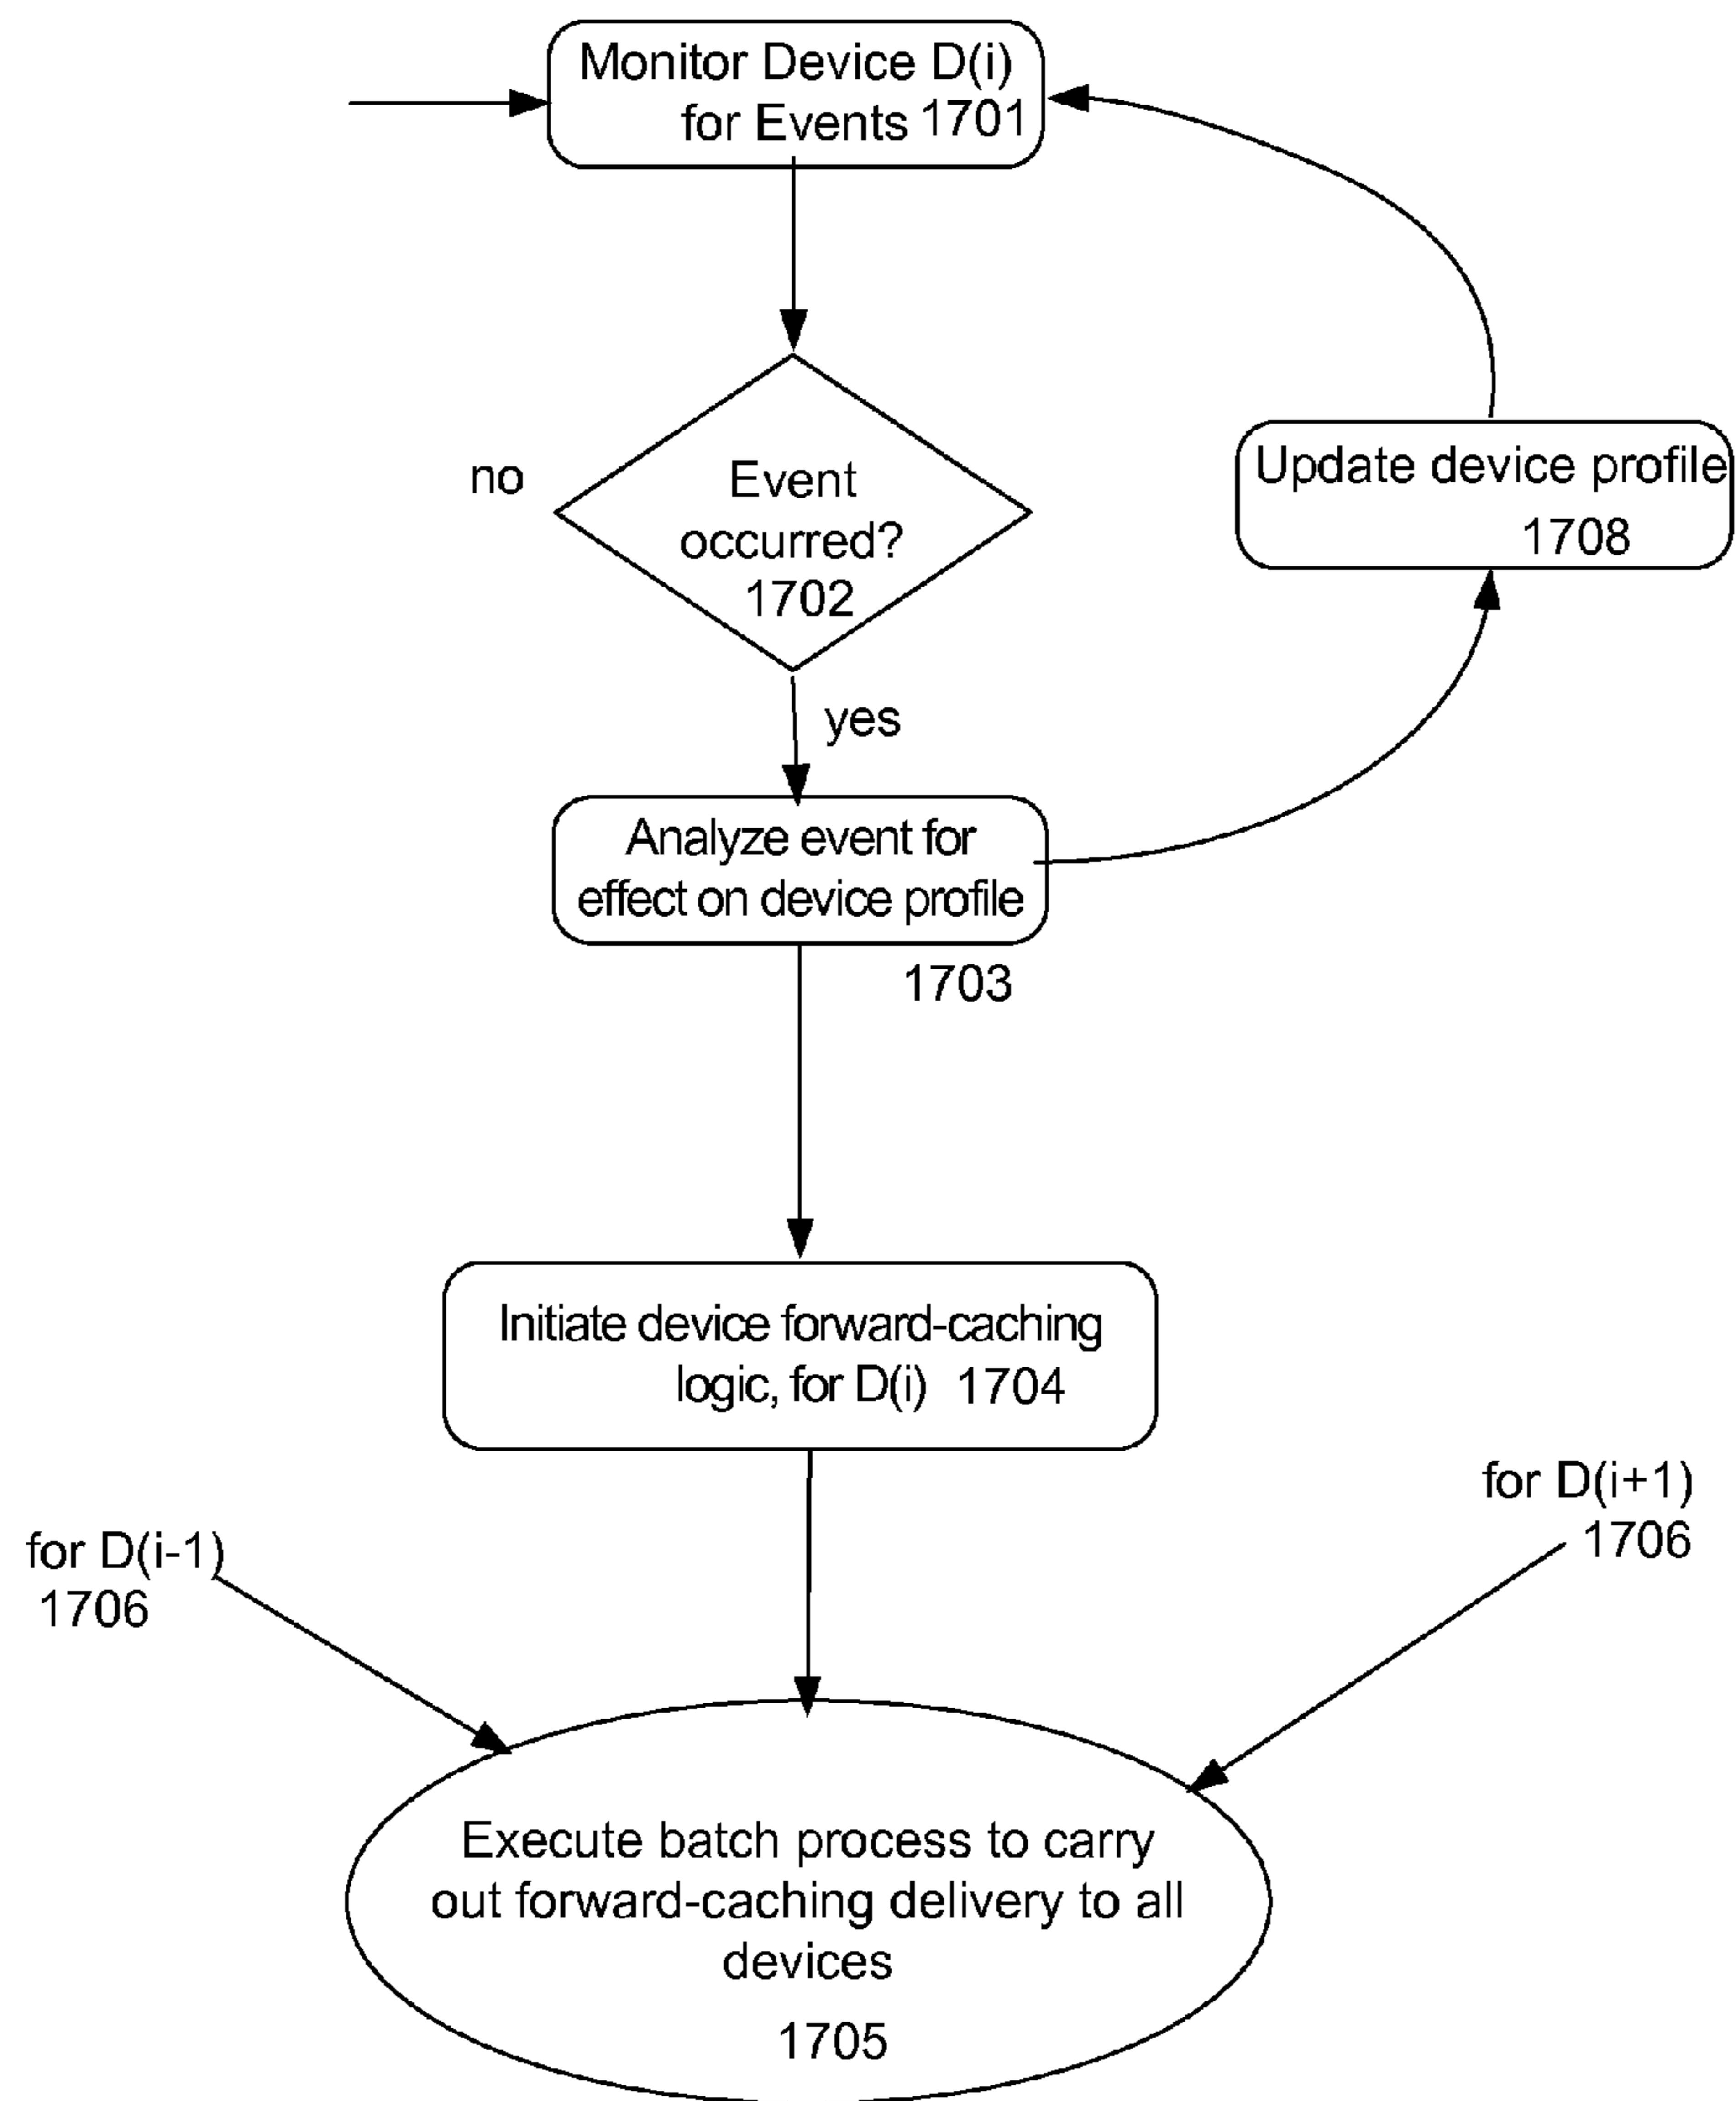 Monitor Device D(i)
for Events 1701
no
Event
occurred?
1702
Update device profile
1708
yes
Analyze event for
effect on device profile
1703
Initiate device forward-caching
logic, for D(i) 1704
for D(i+1)
1706
for D(i-1)
1706
Execute batch process to carry
out forward-caching delivery to all
devices
1705